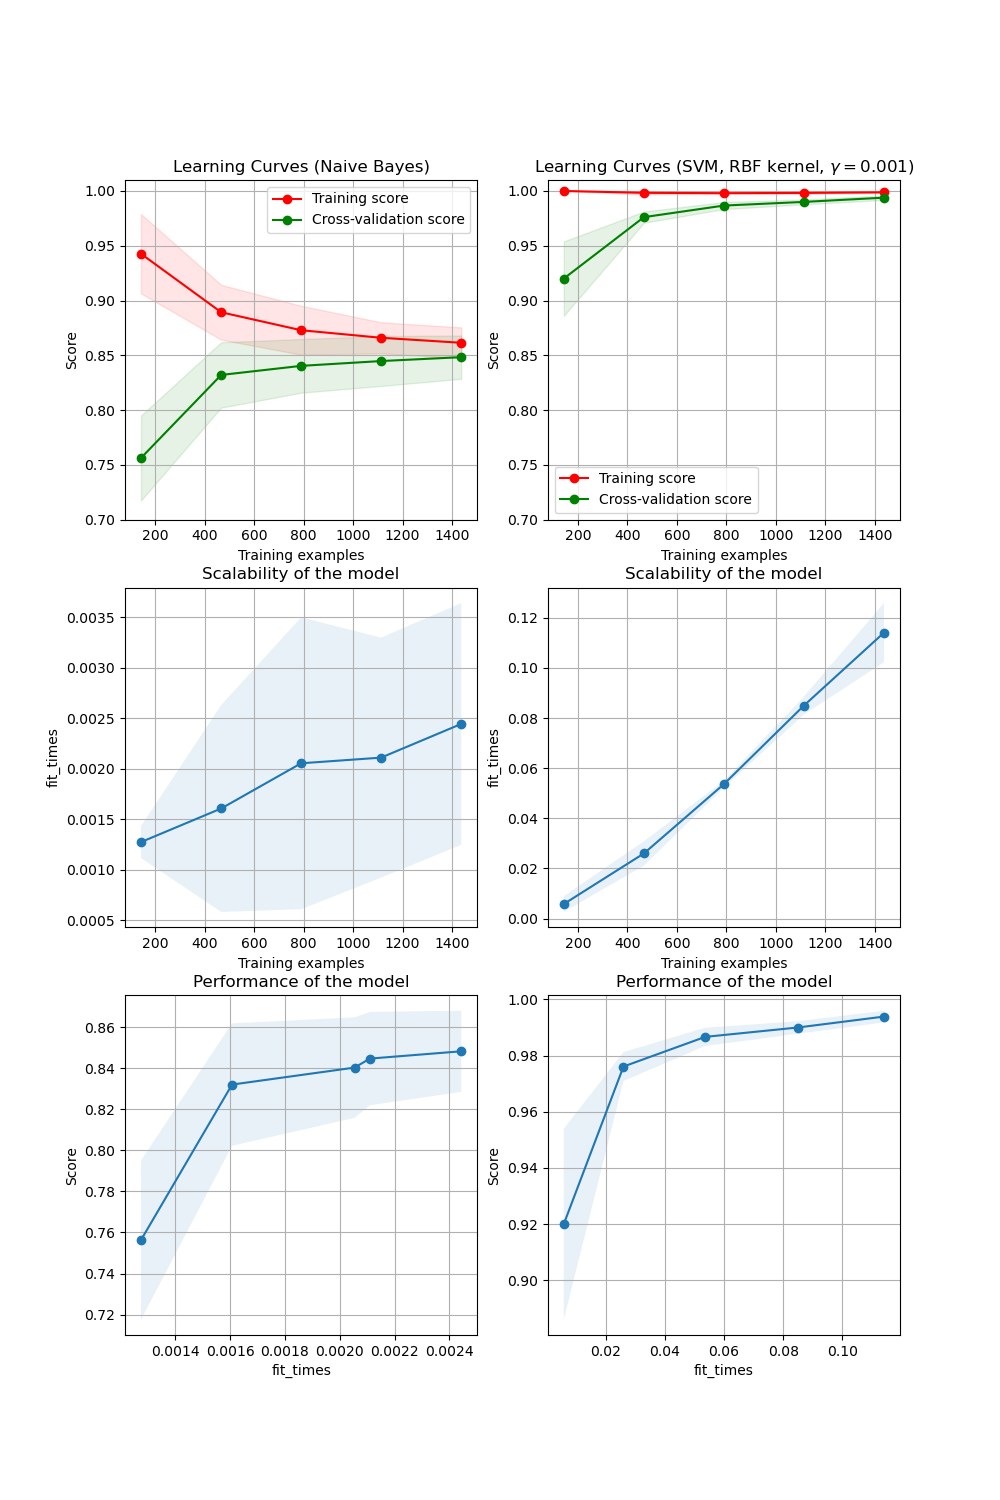 Learning Curves (Naive Bayes)
1.00
0.95
0.90
0.85
0.80
0.75
0.70
Score
Training score
Cross-validation score
200 400 600 800 1000 1200 1400
Training examples
Learning Curves (SVM, RBF kernel, γ = 0.001)
1.00
0.95
0.90
0.85
0.80
0.75
0.70
Score
Training score
Cross-validation score
200 400 600 800 1000 1200 1400
Training examples
Scalability of the model
0.0035
0.0030
0.0025
0.0020
0.0015
0.0010
0.0005
fit_times
200 400 600 800 1000 1200 1400
Training examples
Scalability of the model
0.12
0.10
0.08
0.06
0.04
0.02
0.00
fit_times
200 400 600 800 1000 1200 1400
Training examples
Performance of the model
0.86
0.84
0.82
0.80
0.78
0.76
0.74
0.72
Score
0.0014 0.0016 0.0018 0.0020 0.0022 0.0024
fit_times
Performance of the model
1.00
0.98
0.96
0.94
0.92
0.90
Score
0.02 0.04 0.06 0.08 0.10
fit_times